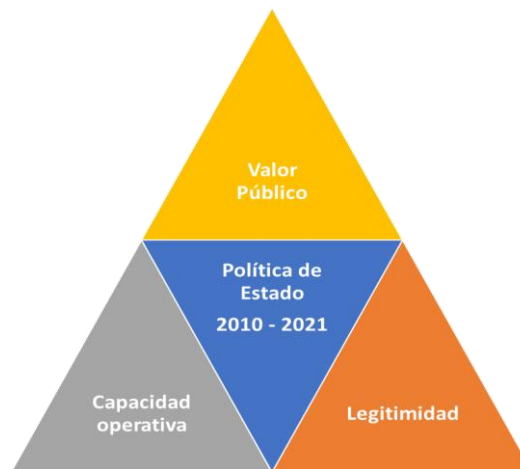 Valor
Público
Política de
Estado
2010 - 2021
Capacidad
operativa
Legitimidad